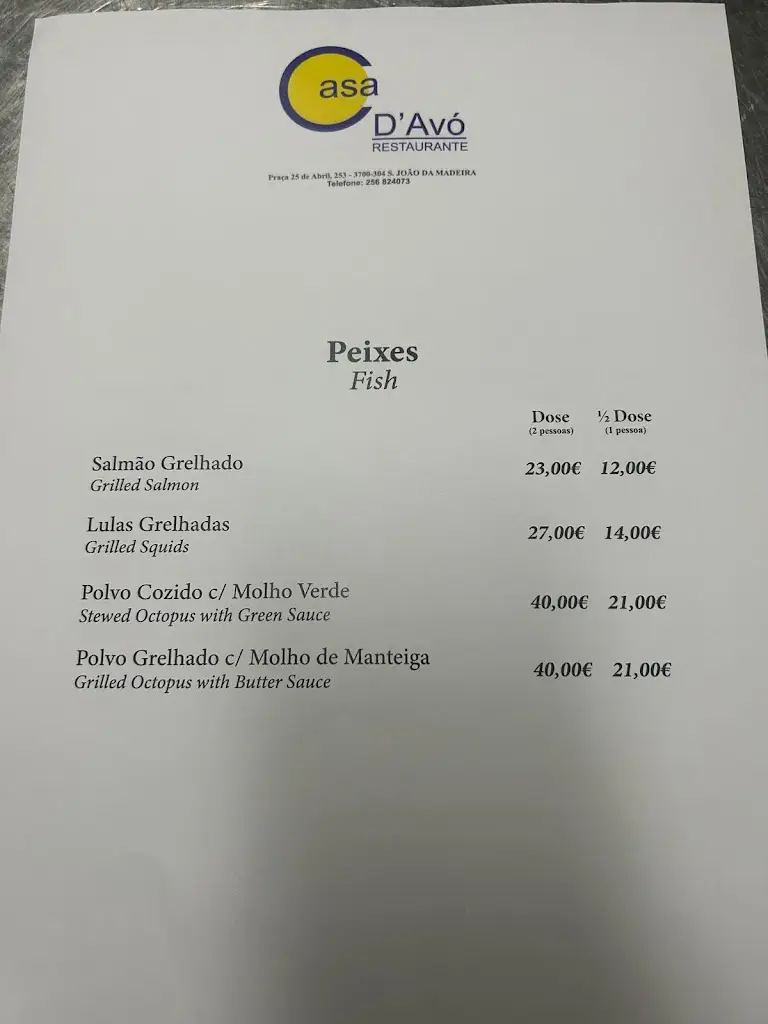 Casa
D'Avó
RESTAURANTE
Praça 25 de Abril, 253 - 3700-304 S. JOÃO DA MADEIRA
Telefone: 256 824073
Peixes
Fish
Dose ½ Dose
(2 pessoas) (1 pessoa)
Salmão Grelhado 23,00€ 12,00€
Grilled Salmon
Lulas Grelhadas 27,00€ 14,00€
Grilled Squids
Polvo Cozido c/ Molho Verde 40,00€ 21,00€
Stewed Octopus with Green Sauce
Polvo Grelhado c/ Molho de Manteiga 40,00€ 21,00€
Grilled Octopus with Butter Sauce